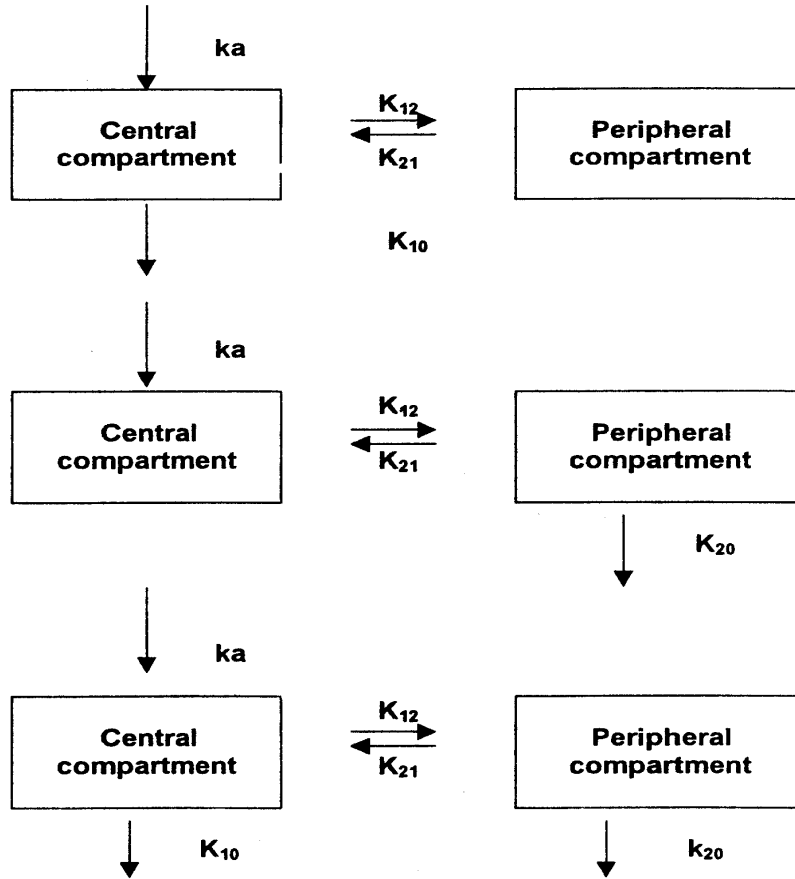 ka
K₁₂
Central compartment
Peripheral compartment
K₂₁
K₁₀
ka
K₁₂
Central compartment
Peripheral compartment
K₂₁
K₂₀
ka
K₁₂
Central compartment
Peripheral compartment
K₂₁
K₁₀
k₂₀